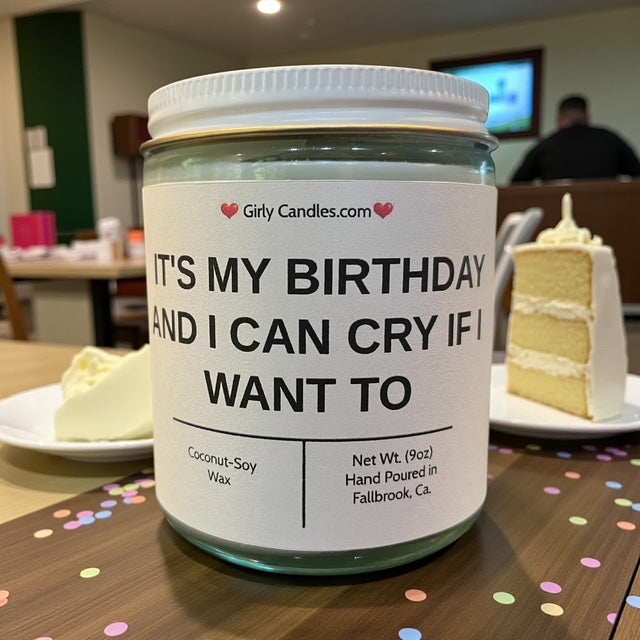 Girly Candles.com
IT'S MY BIRTHDAY
AND I CAN CRY IF I
WANT TO
Coconut-Soy
Wax
Net Wt. (9oz)
Hand Poured in
Fallbrook, Ca.